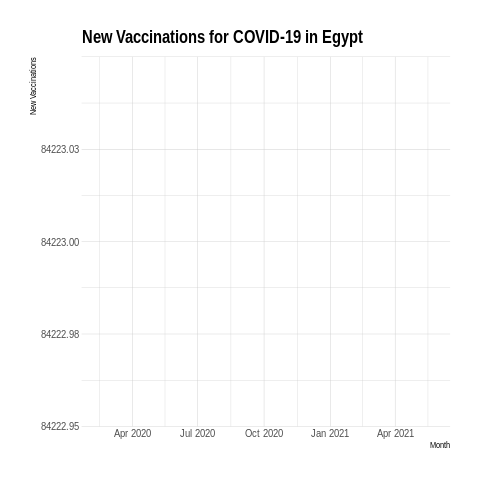 New Vaccinations for COVID-19 in Egypt
New Vaccinations
84223.03
84223.00
84222.98
84222.95
Apr 2020 Jul 2020 Oct 2020 Jan 2021 Apr 2021
Month